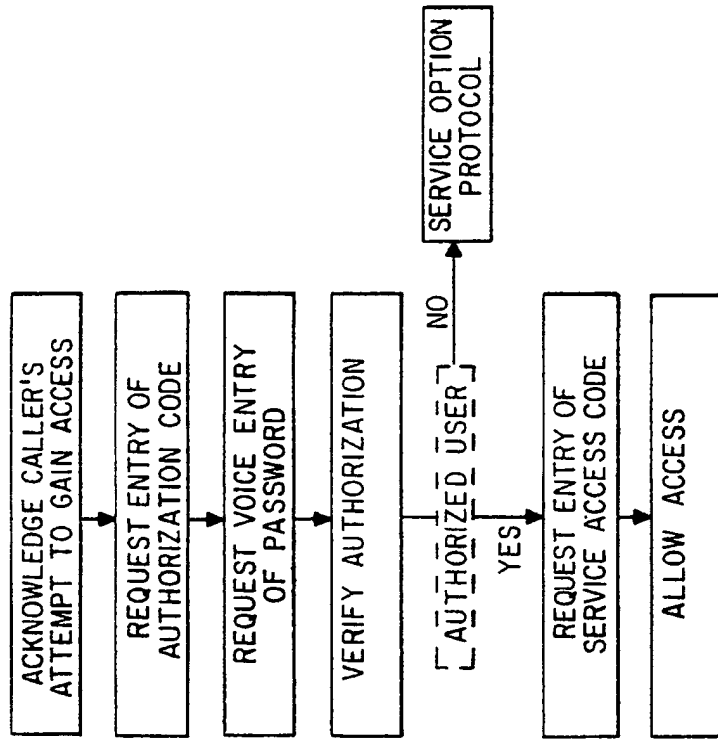 ACKNOWLEDGE CALLER'S
ATTEMPT TO GAIN ACCESS
REQUEST ENTRY OF
AUTHORIZATION CODE
REQUEST VOICE ENTRY
OF PASSWORD
VERIFY AUTHORIZATION
AUTHORIZED USER
NO
SERVICE OPTION
PROTOCOL
YES
REQUEST ENTRY OF
SERVICE ACCESS CODE
ALLOW ACCESS